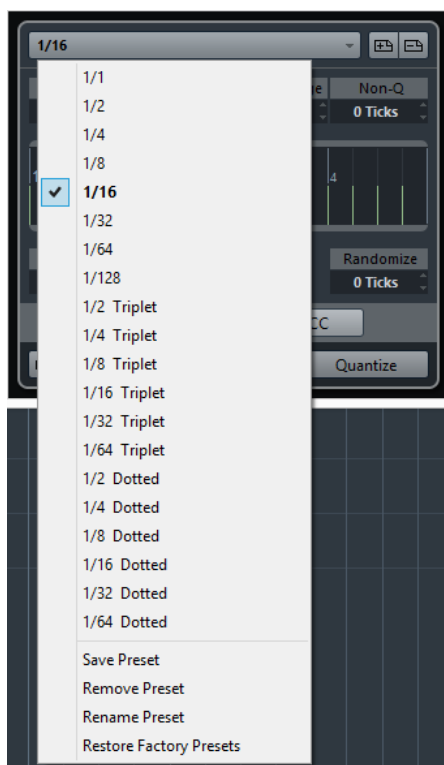 1/16
1/1
1/2
1/4
1/8
1/16
1/32
1/64
1/128
1/2 Triplet
1/4 Triplet
1/8 Triplet
1/16 Triplet
1/32 Triplet
1/64 Triplet
1/2 Dotted
1/4 Dotted
1/8 Dotted
1/16 Dotted
1/32 Dotted
1/64 Dotted
Save Preset
Remove Preset
Rename Preset
Restore Factory Presets
Non-Q
0 Ticks
4
Randomize
0 Ticks
CC
Quantize